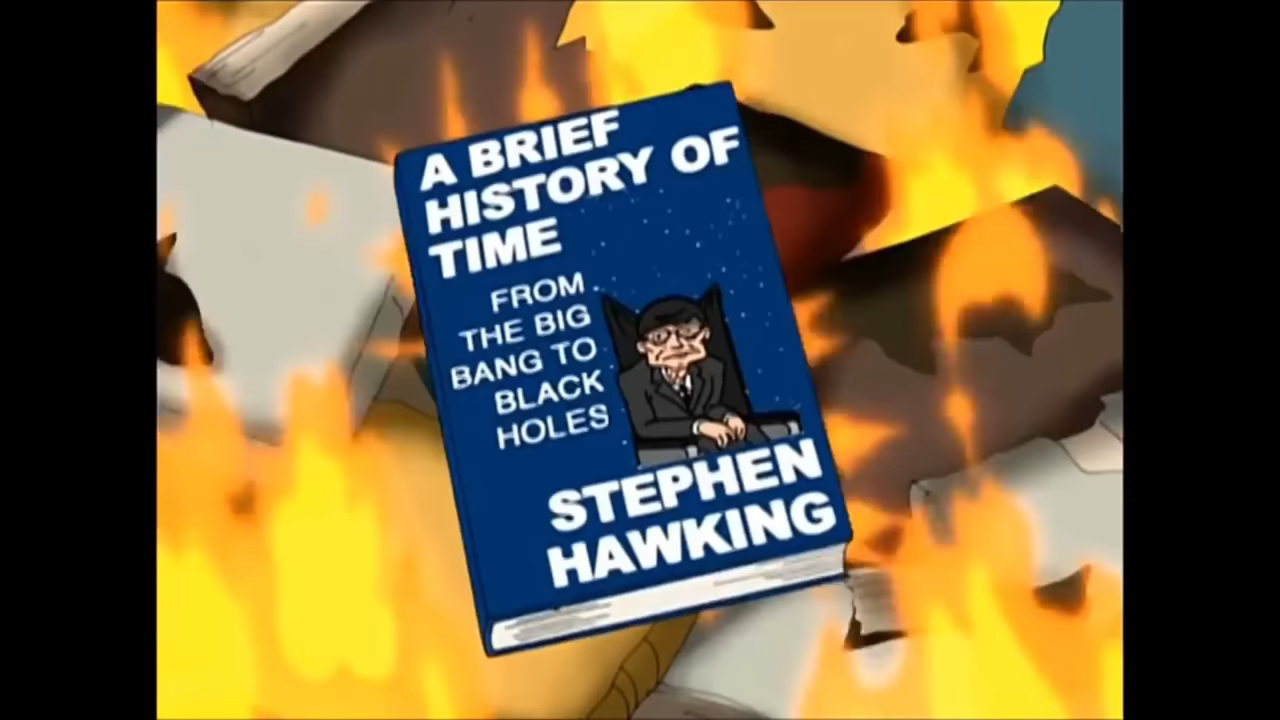 A BRIEF
HISTORY OF
TIME
FROM
THE BIG
BANG TO
BLACK
HOLES
STEPHEN
HAWKING